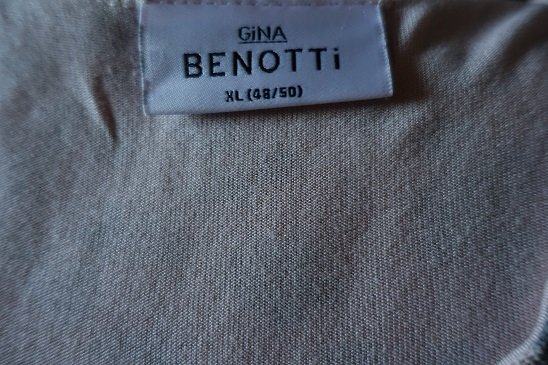 GiNA
BENOTTi
XL (48/50)